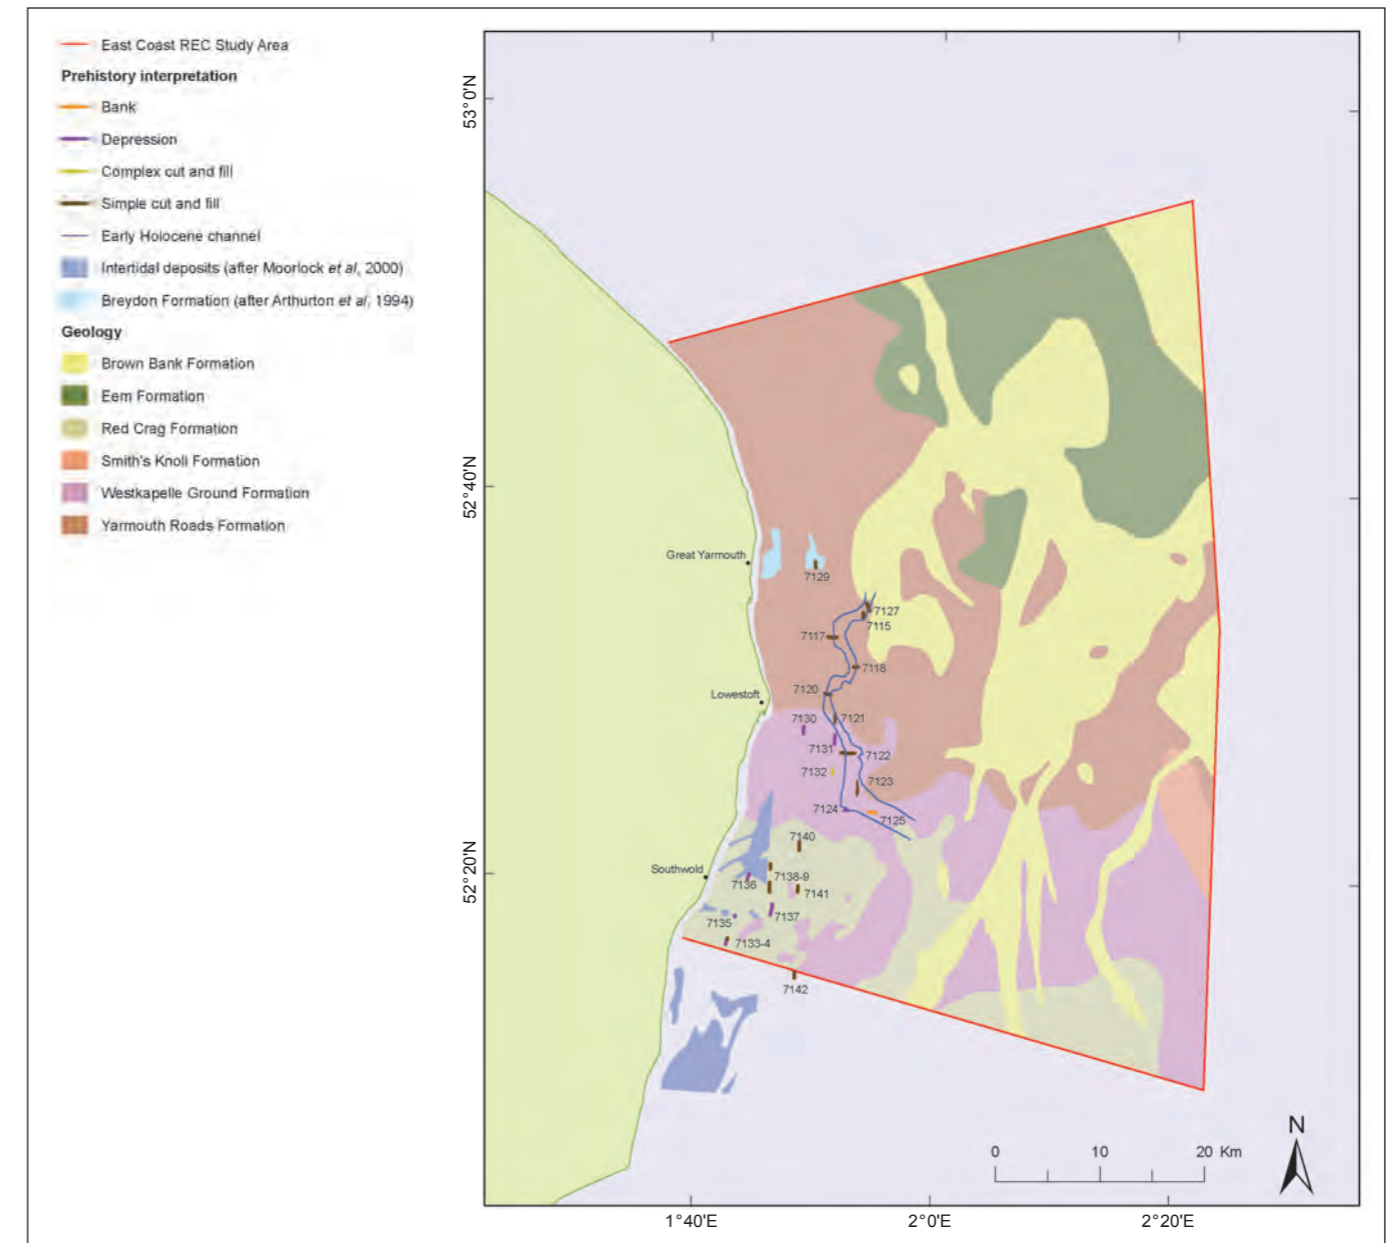 East Coast REC Study Area
Prehistory interpretation
Bank
Depression
Complex cut and fill
Simple cut and fill
Early Holocene channel
Intertidal deposits (after Moorlock et al, 2000)
Breydon Formation (after Arthurton et al, 1994)
Geology
Brown Bank Formation
Eem Formation
Red Crag Formation
Smith's Knoll Formation
Westkapelle Ground Formation
Yarmouth Roads Formation
53°0'N
52°40'N
52°20'N
Great Yarmouth
7129
7127
7115
7117
7118
7120
Lowestoft
7130
7121
7131
7122
7132
7123
7124
7125
7140
Southwold
7136
7138-9
7141
7135
7137
7133-4
7142
N
0 10 20 Km
1°40'E
2°0'E
2°20'E